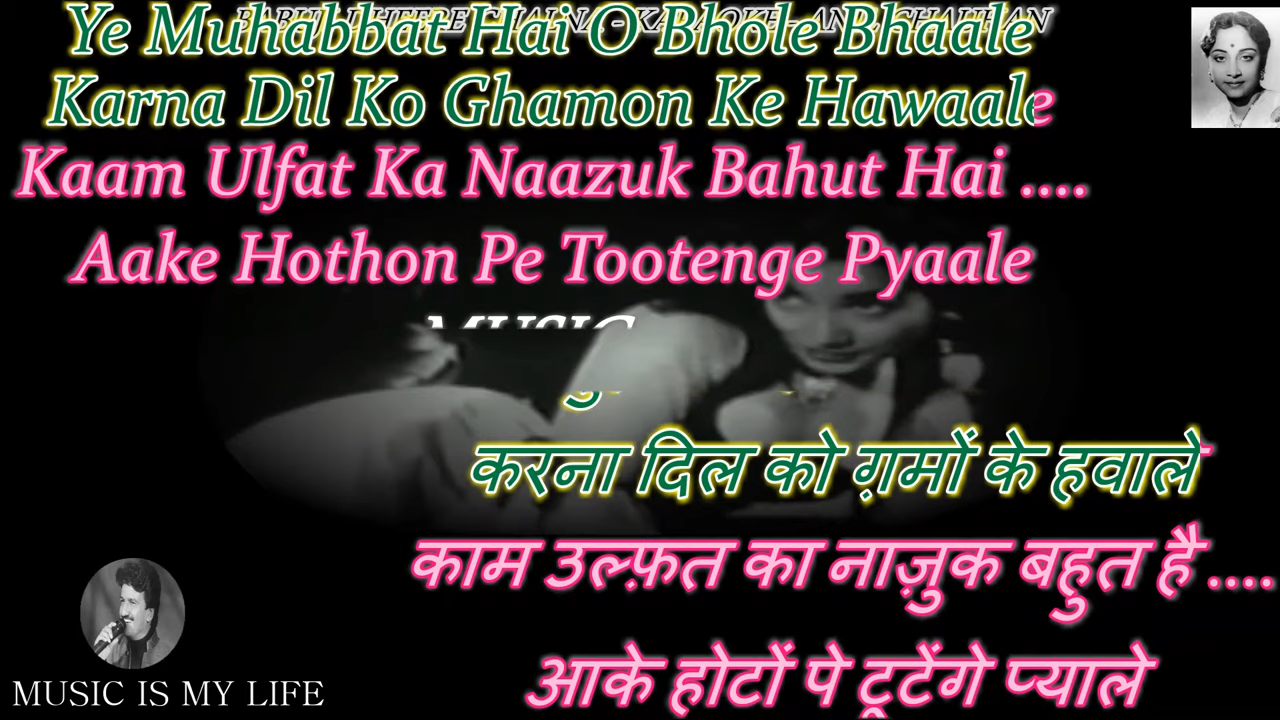 Ye Muhabbat Hai O Bhole Bhaale
Karna Dil Ko Ghamon Ke Hawaale
Kaam Ulfat Ka Naazuk Bahut Hai ....
Aake Hothon Pe Tootenge Pyaale
MUSIC
करना दिल को ग़मों के हवाले
काम उल्फ़त का नाज़ुक बहुत है ....
आके होटों पे टूटेंगे प्याले
MUSIC IS MY LIFE